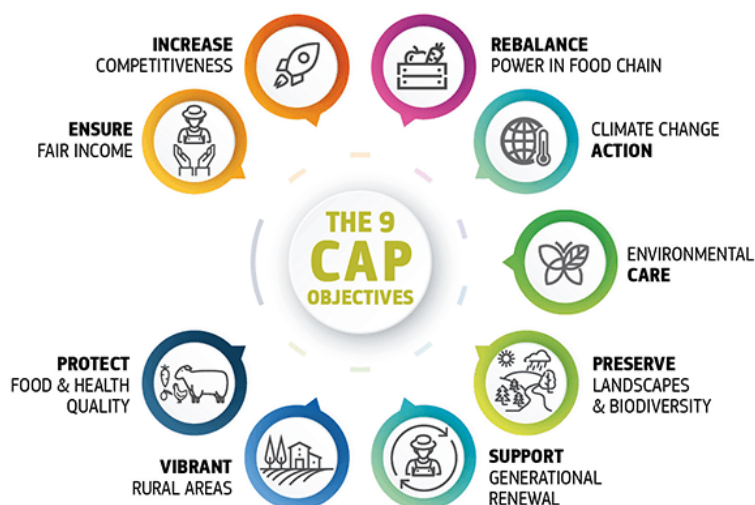 THE 9
CAP
OBJECTIVES
ENSURE
FAIR INCOME
INCREASE
COMPETITIVENESS
REBALANCE
POWER IN FOOD CHAIN
CLIMATE CHANGE
ACTION
ENVIRONMENTAL
CARE
PRESERVE
LANDSCAPES
& BIODIVERSITY
SUPPORT
GENERATIONAL
RENEWAL
VIBRANT
RURAL AREAS
PROTECT
FOOD & HEALTH
QUALITY